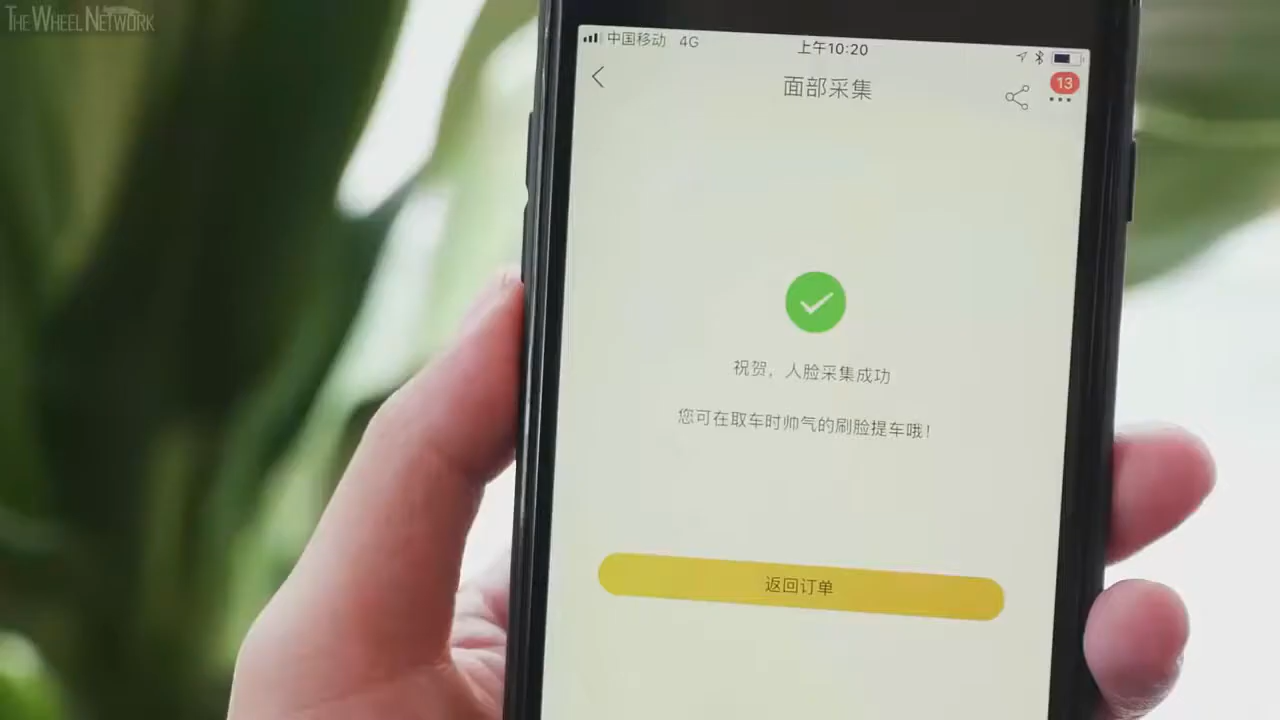 THE WHEEL NETWORK
中国移动 4G 上午10:20
面部采集
13
祝贺，人脸采集成功
您可在取车时帅气的刷脸提车哦！
返回订单